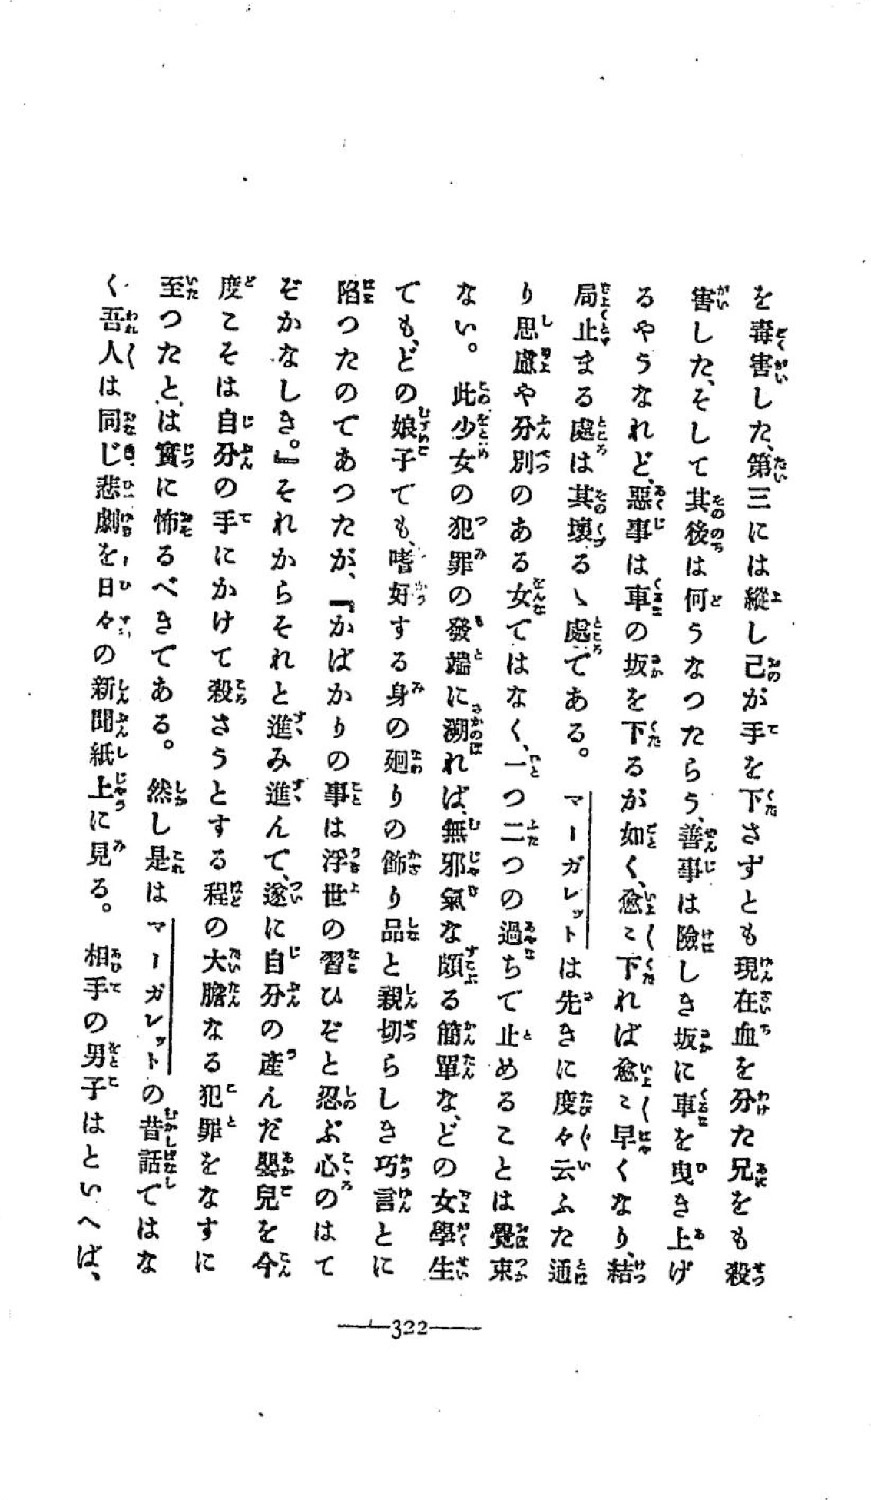 を毒害した、第三には縱し己が手を下さずとも現在血を分た兄をも殺
害した、そして其後は何うなつたらう、善事は險しき坂に車を曳き上げ
るやうなれど、惡事は車の坂を下るが如く、愈〻下れば愈〻早くなり、結
局止まる處は其壞るゝ處である。マーガレットは先きに度々云ふた通
り思慮や分別のある女てはなく、一つ二つの過ちで止めることは覺束
ない。此少女の犯罪の發端に溯れば、無邪氣な頗る簡單な、どの女學生
ても、どの娘子でも、嗜好する身の廻りの飾り品と親切らしき巧言とに
陷つたのてあつたが、『かばかりの事は浮世の習ひぞと忍ぶ心のはて
ぞかなしき。』それからそれと進み進んて、遂に自分の產んだ嬰兒を今
度こそは自分の手にかけて殺さうとする程の大膽なる犯罪をなすに
至つたとは實に怖るべきてある。然し是はマーガレットの昔話てはな
く吾人は同じ悲劇を日々の新聞紙上に見る。相手の男子はといへば、
322